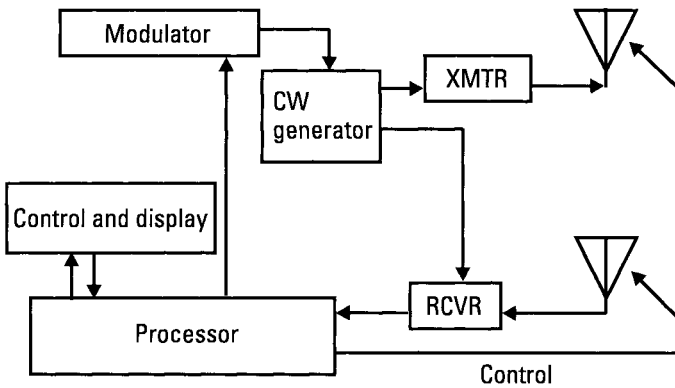 Modulator
XMTR
CW
generator
Control and display
RCVR
Processor
Control